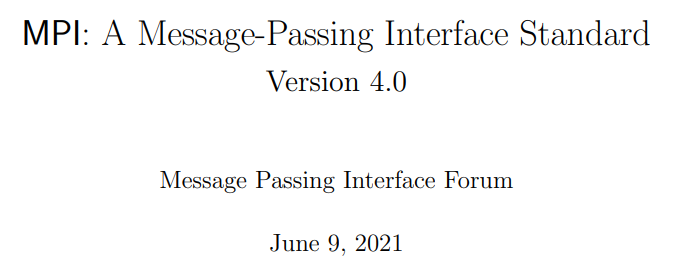 MPI: A Message-Passing Interface Standard
Version 4.0
Message Passing Interface Forum
June 9, 2021